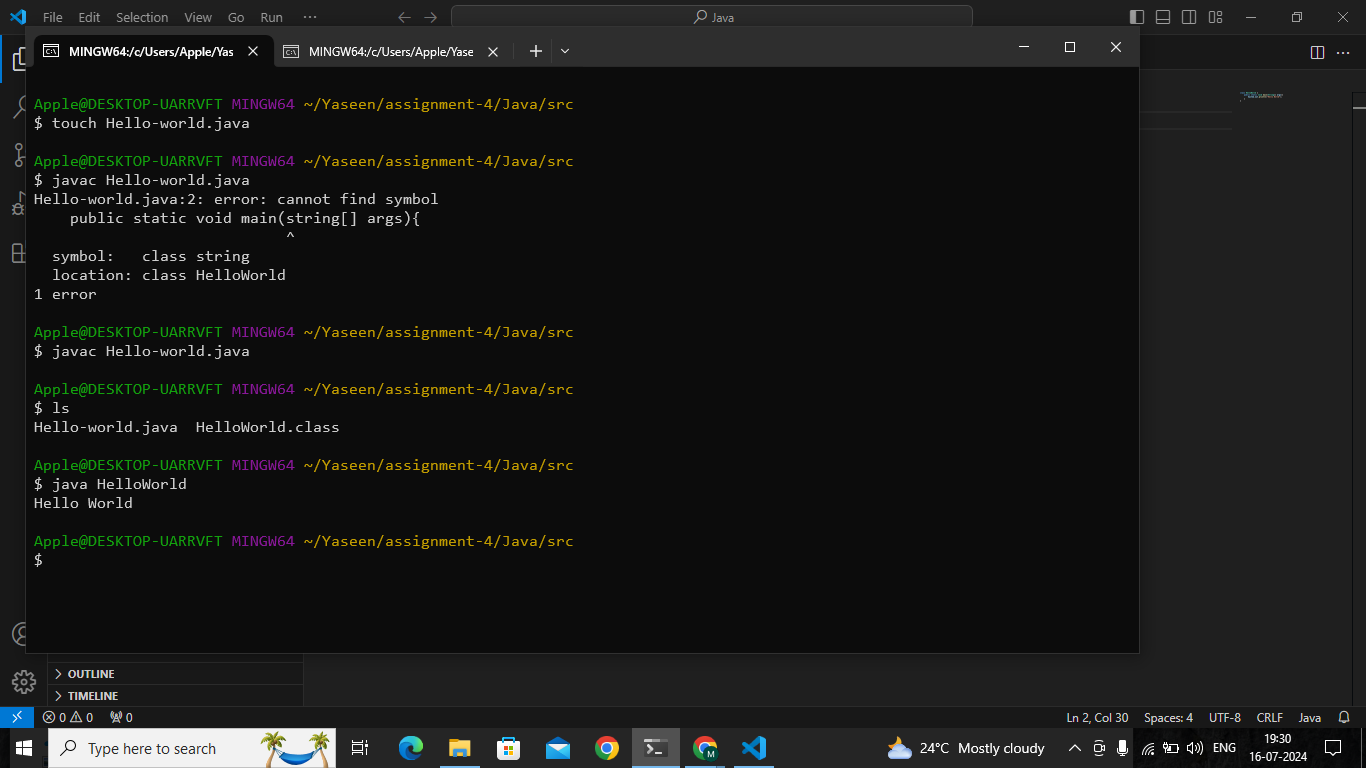 File Edit Selection View Go Run ···
Java
MINGW64:/c/Users/Apple/Yas
MINGW64:/c/Users/Apple/Yase
Apple@DESKTOP-UARRVFT MINGW64 ~/Yaseen/assignment-4/Java/src
$ touch Hello-world.java
Apple@DESKTOP-UARRVFT MINGW64 ~/Yaseen/assignment-4/Java/src
$ javac Hello-world.java
Hello-world.java:2: error: cannot find symbol
    public static void main(string[] args){
                            ^
  symbol:   class string
  location: class HelloWorld
1 error
Apple@DESKTOP-UARRVFT MINGW64 ~/Yaseen/assignment-4/Java/src
$ javac Hello-world.java
Apple@DESKTOP-UARRVFT MINGW64 ~/Yaseen/assignment-4/Java/src
$ ls
Hello-world.java  HelloWorld.class
Apple@DESKTOP-UARRVFT MINGW64 ~/Yaseen/assignment-4/Java/src
$ java HelloWorld
Hello World
Apple@DESKTOP-UARRVFT MINGW64 ~/Yaseen/assignment-4/Java/src
$
OUTLINE
TIMELINE
0 0 0
Ln 2, Col 30 Spaces: 4 UTF-8 CRLF Java
Type here to search
24°C Mostly cloudy
ENG
19:30
16-07-2024